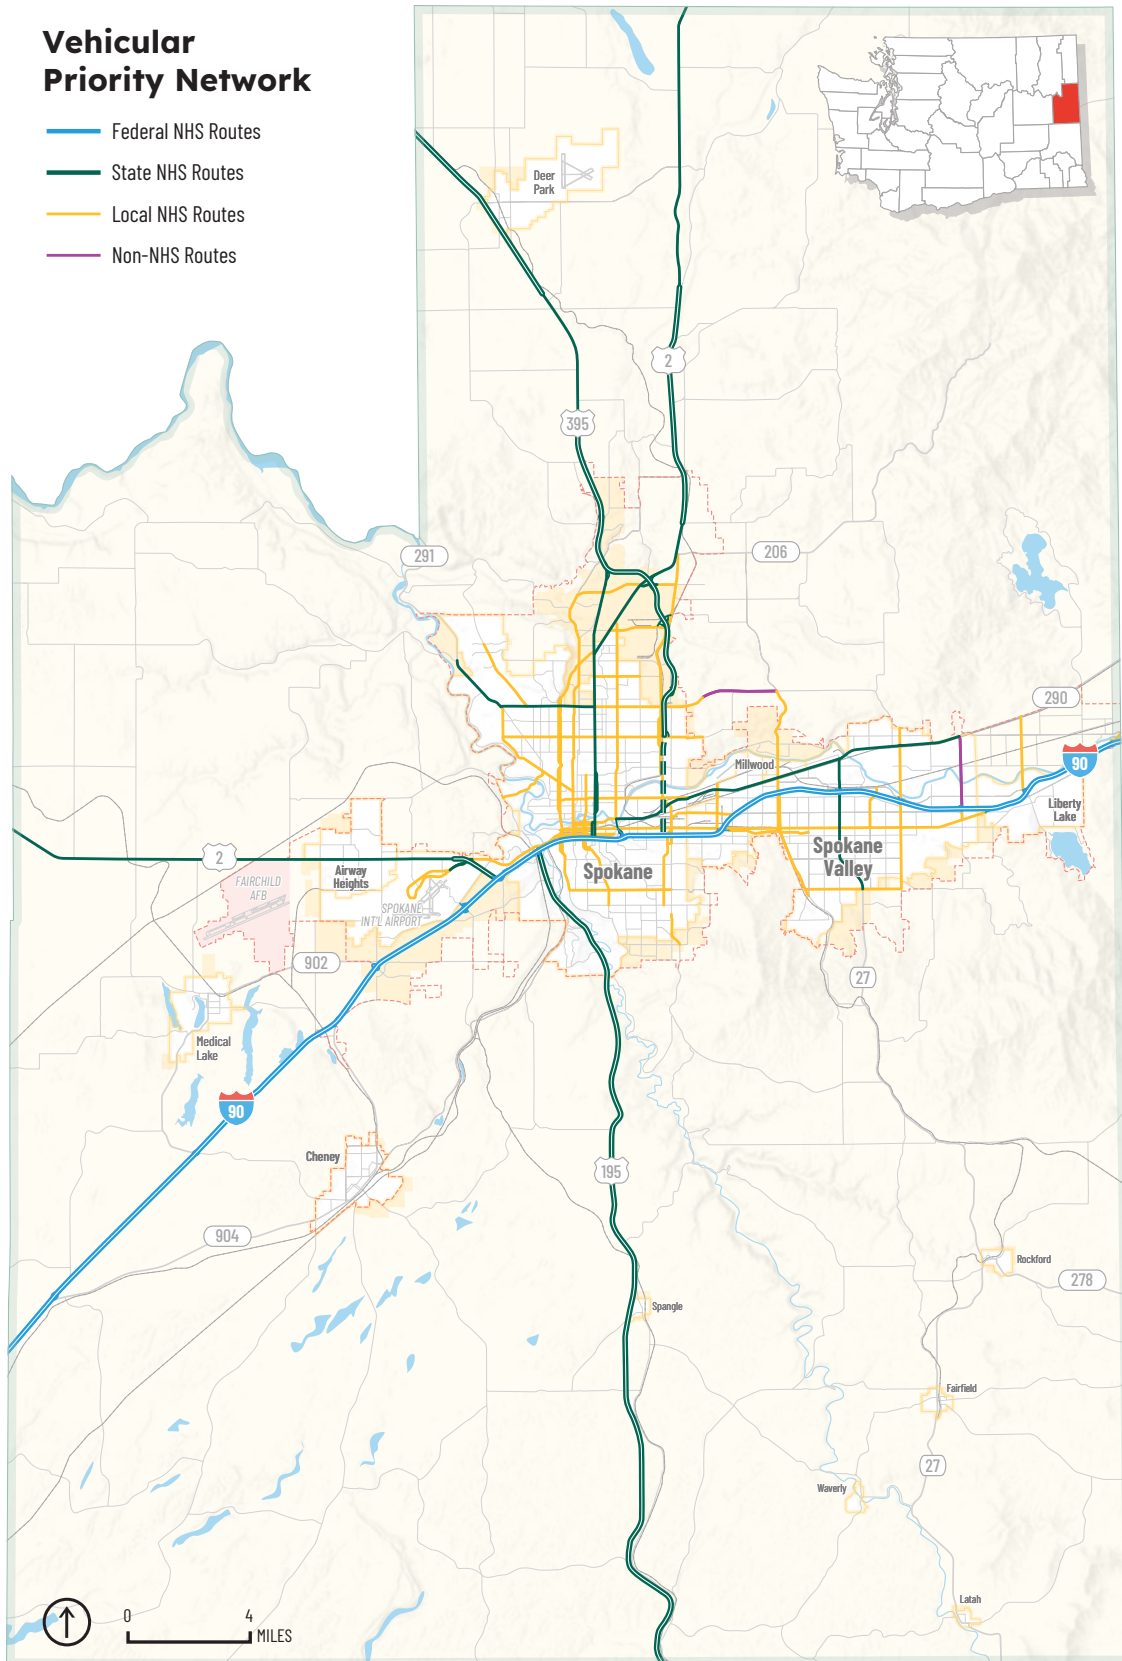 Vehicular
Priority Network
Federal NHS Routes
State NHS Routes
Local NHS Routes
Non-NHS Routes
Deer
Park
2
395
291
206
290
90
Millwood
Liberty
Lake
Spokane
Valley
Spokane
2
Airway
Heights
FAIRCHILD
AFB
SPOKANE
INT'L AIRPORT
902
27
Medical
Lake
90
Cheney
195
904
Rockford
278
Spangle
Fairfield
27
Waverly
Latah
0 4
MILES